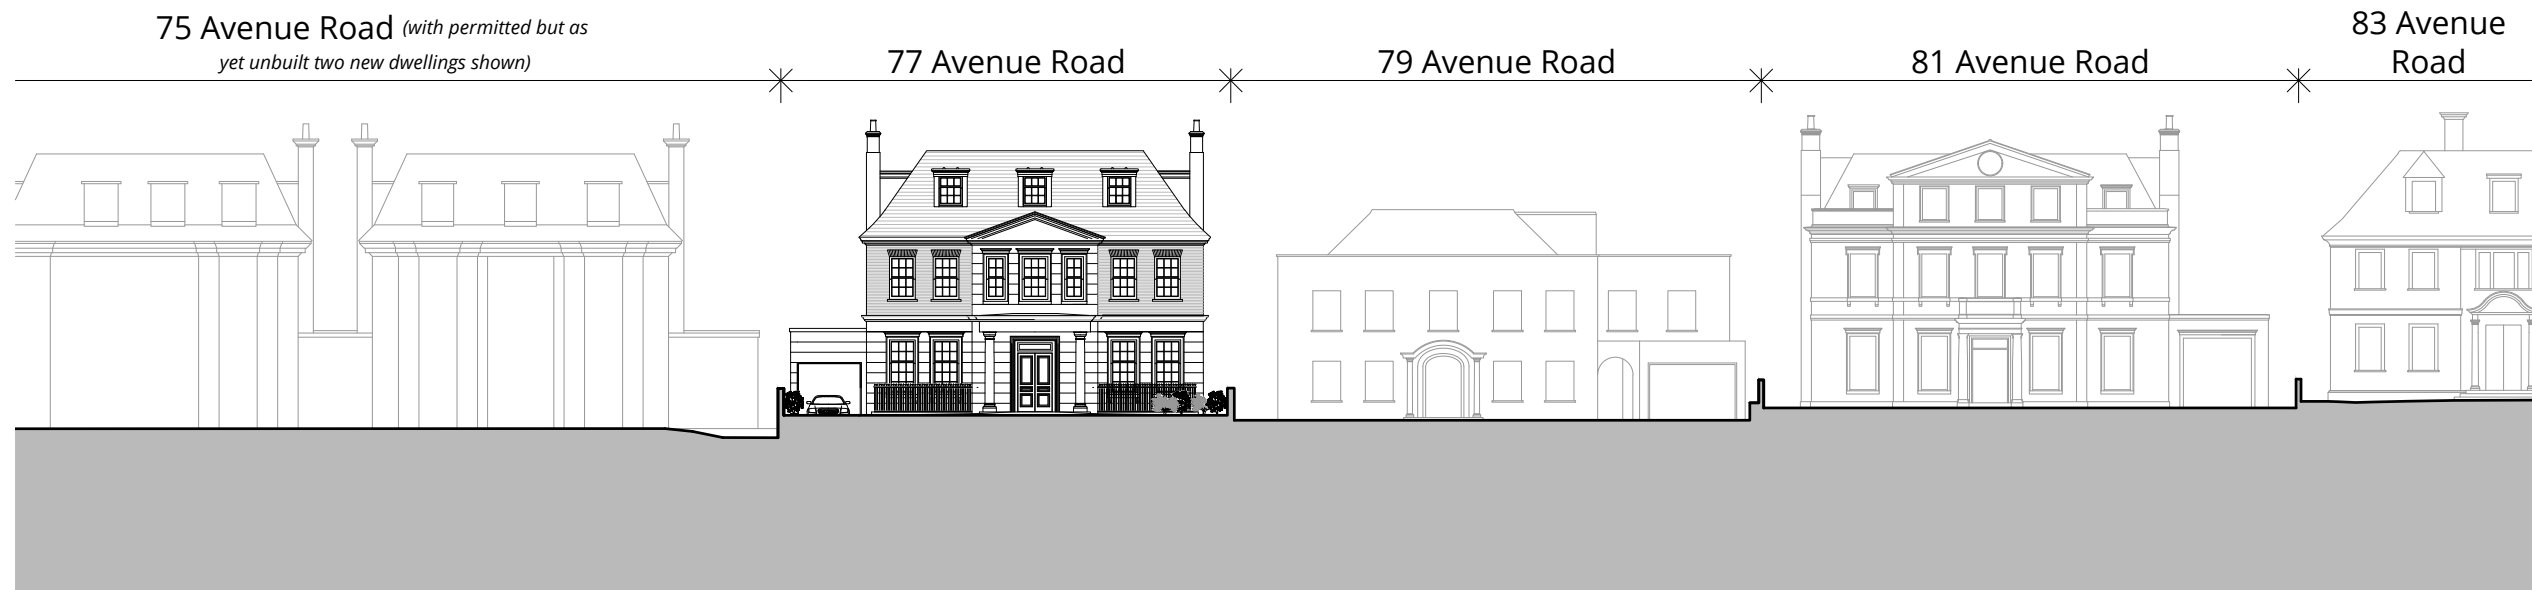 75 Avenue Road (with permitted but as
yet unbuilt two new dwellings shown)
77 Avenue Road
79 Avenue Road
81 Avenue Road
83 Avenue
Road